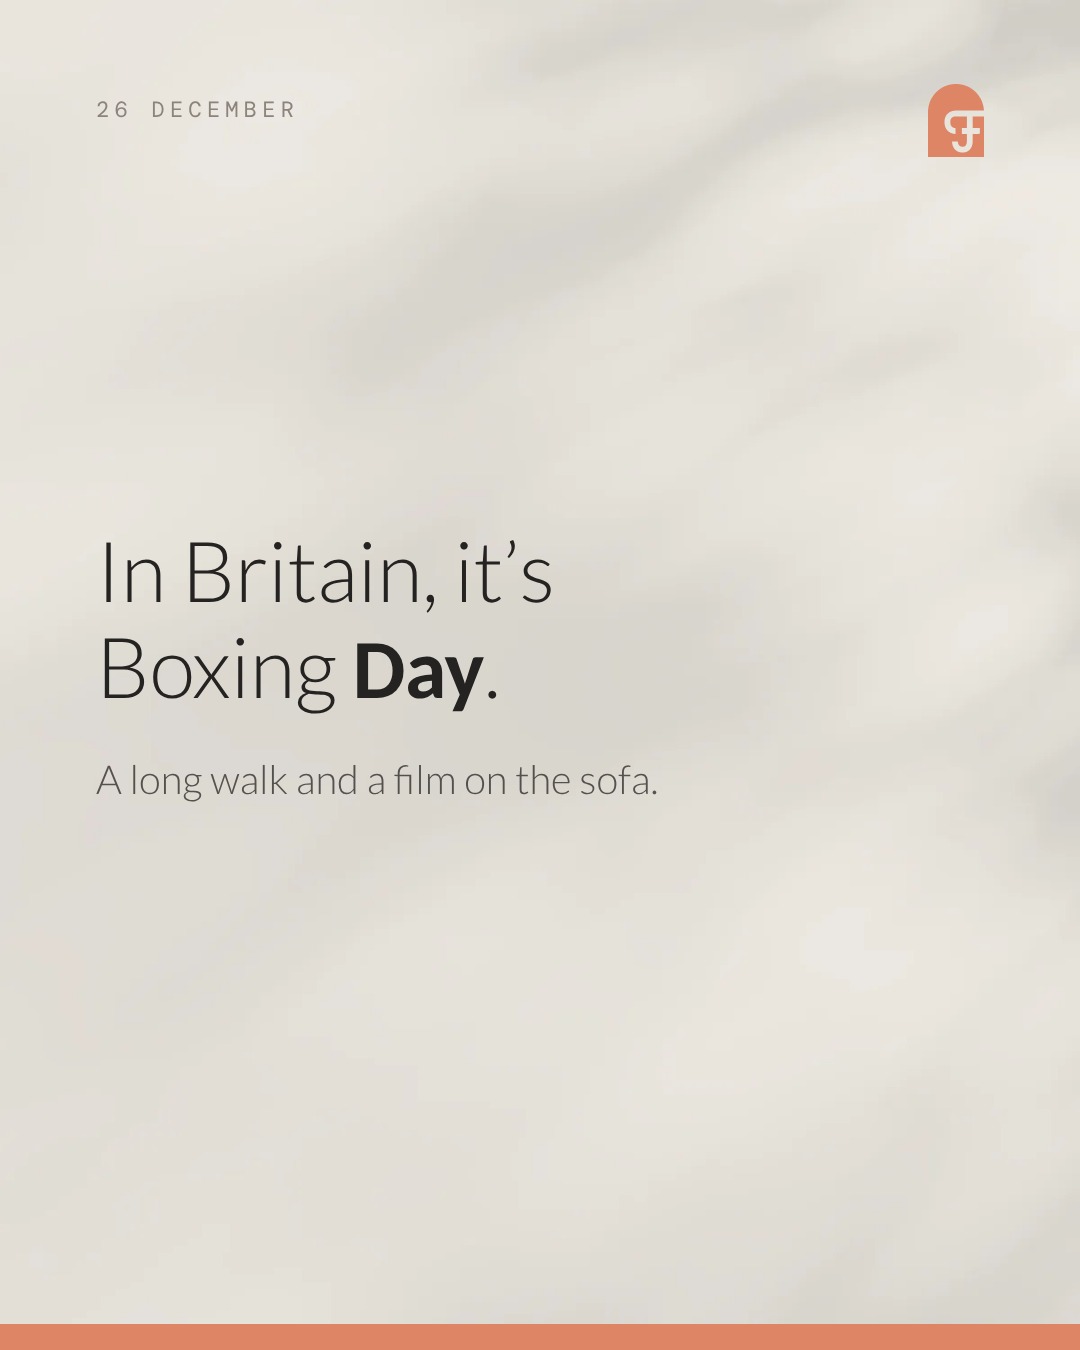 26 DECEMBER
In Britain, it’s
Boxing Day.
A long walk and a film on the sofa.